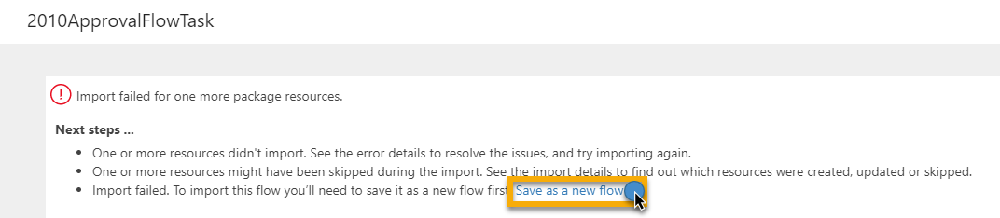 2010ApprovalFlowTask
! Import failed for one more package resources.
Next steps ...
• One or more resources didn't import. See the error details to resolve the issues, and try importing again.
• One or more resources might have been skipped during the import. See the import details to find out which resources were created, updated or skipped.
• Import failed. To import this flow you'll need to save it as a new flow first Save as a new flow